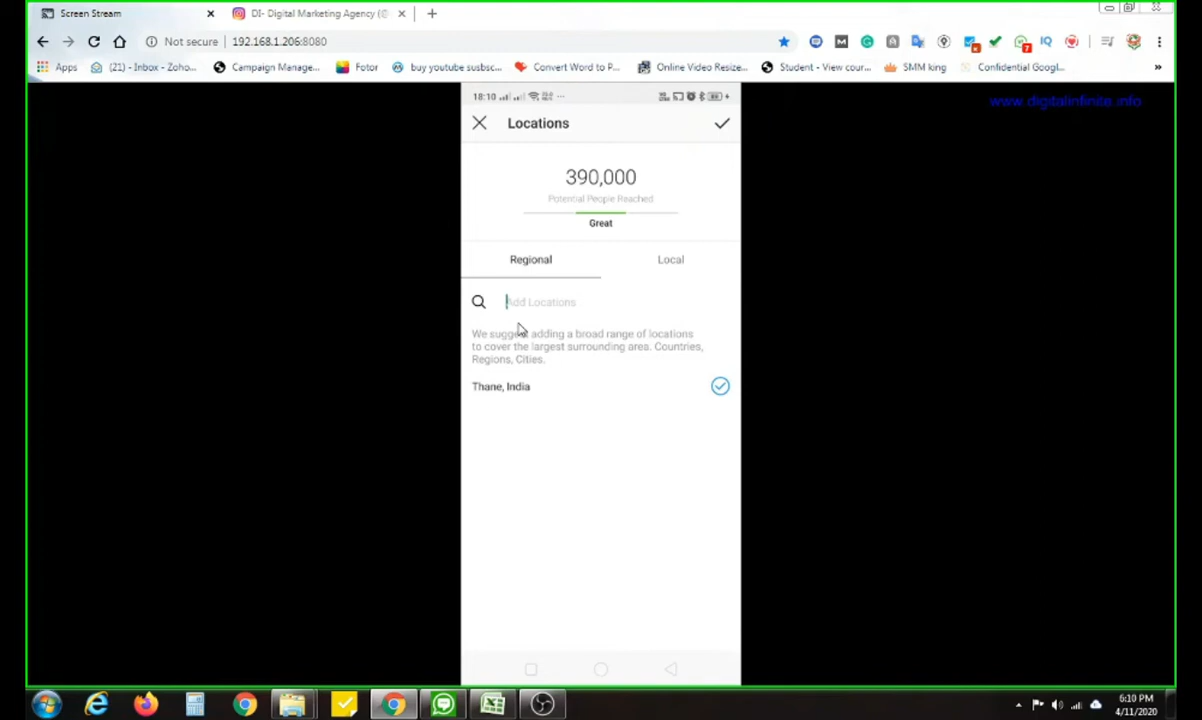 Screen Stream
DI- Digital Marketing Agency (@
Not secure
192.168.1.206:8080
Apps
(21) - Inbox - Zoho...
Campaign Manage...
Fotor
buy youtube susbsc...
Convert Word to P...
Online Video Resize...
Student - View cour...
SMM king
Confidential Googl...
www.digitalinfinite.info
18:10
Locations
390,000
Potential People Reached
Great
Regional
Local
Add Locations
We suggest adding a broad range of locations
to cover the largest surrounding area. Countries,
Regions, Cities.
Thane, India
6:10 PM
4/11/2020